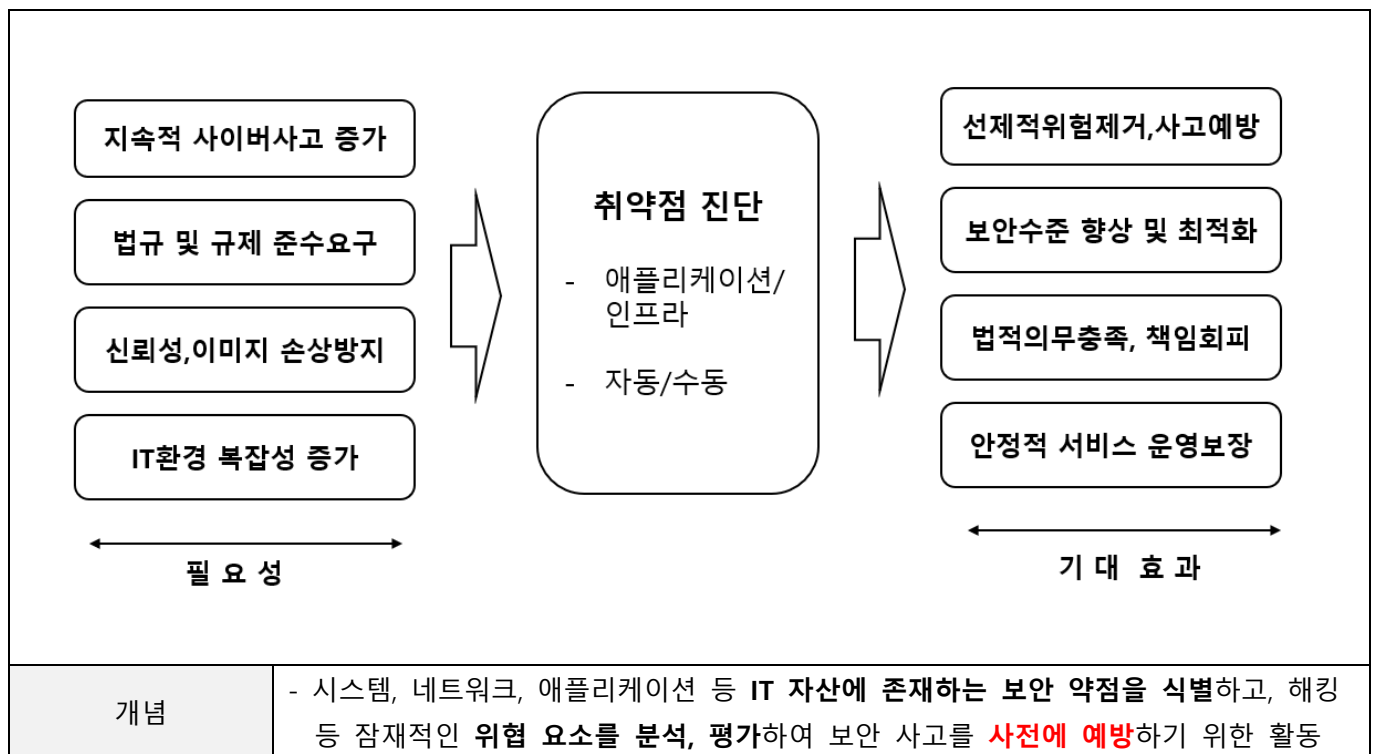 지속적 사이버사고 증가
법규 및 규제 준수요구
신뢰성,이미지 손상방지
IT환경 복잡성 증가
필 요 성
취약점 진단
- 애플리케이션/
인프라
- 자동/수동
선제적위험제거,사고예방
보안수준 향상 및 최적화
법적의무충족, 책임회피
안정적 서비스 운영보장
기 대 효 과
개념
- 시스템, 네트워크, 애플리케이션 등 IT 자산에 존재하는 보안 약점을 식별하고, 해킹
등 잠재적인 위협 요소를 분석, 평가하여 보안 사고를 사전에 예방하기 위한 활동